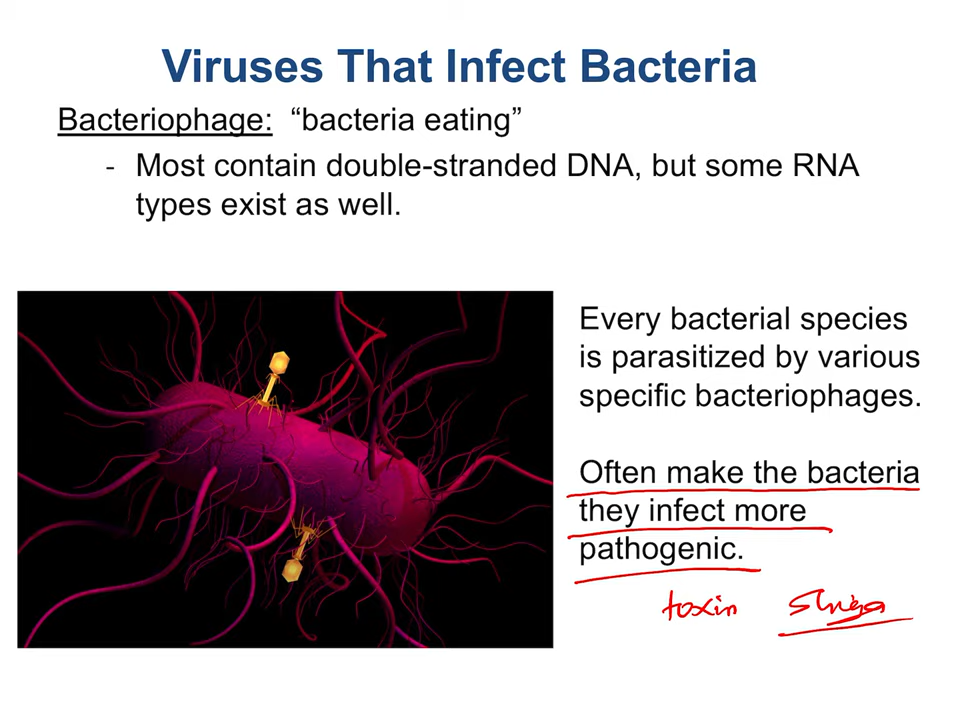 Viruses That Infect Bacteria
Bacteriophage: “bacteria eating”
- Most contain double-stranded DNA, but some RNA
types exist as well.
Every bacterial species
is parasitized by various
specific bacteriophages.
Often make the bacteria
they infect more
pathogenic.
toxin shiga